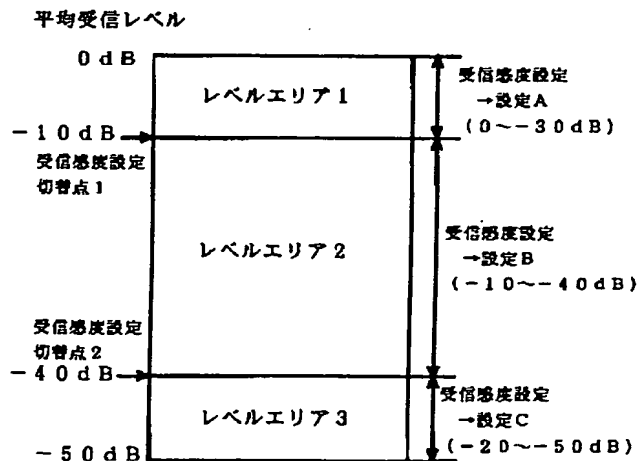 平均受信レベル
0dB
レベルエリア1
受信感度設定
→設定A
(0~-30dB)
-10dB
受信感度設定
切替点1
レベルエリア2
受信感度設定
→設定B
(-10~-40dB)
受信感度設定
切替点2
-40dB
レベルエリア3
受信感度設定
→設定C
(-20~-50dB)
-50dB